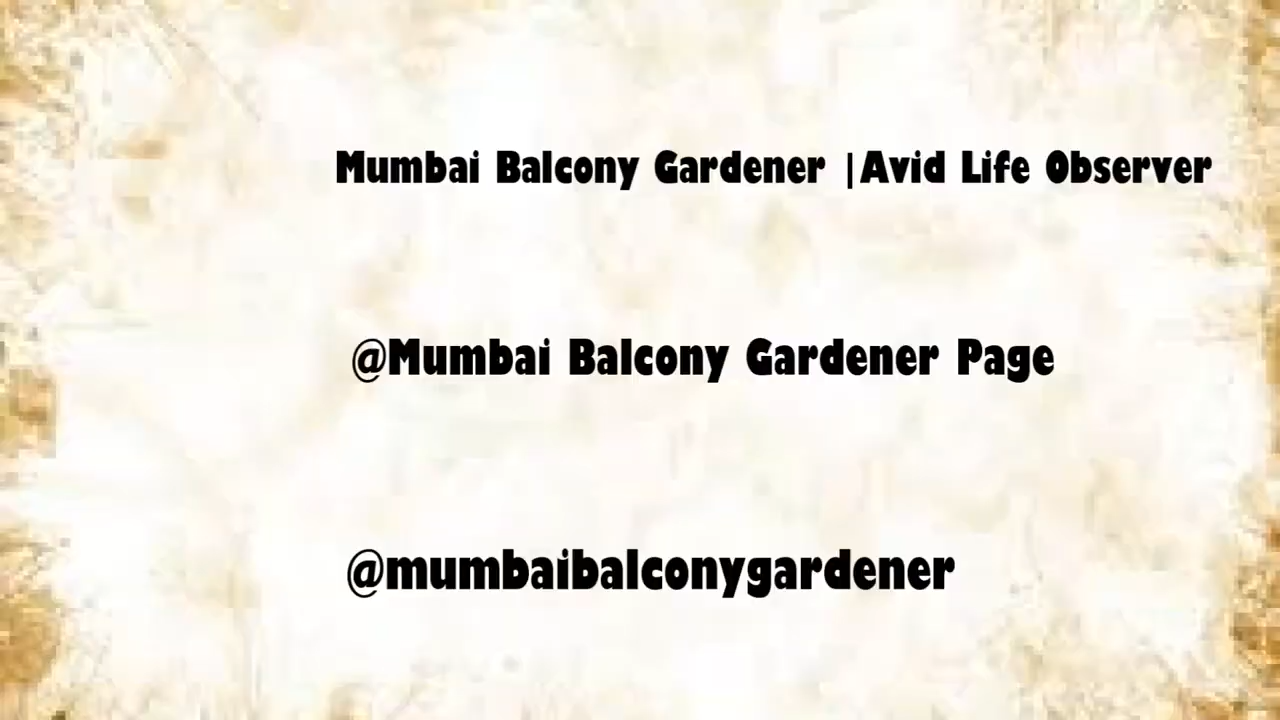 Mumbai Balcony Gardener |Avid Life Observer
@Mumbai Balcony Gardener Page
@mumbaibalconygardener